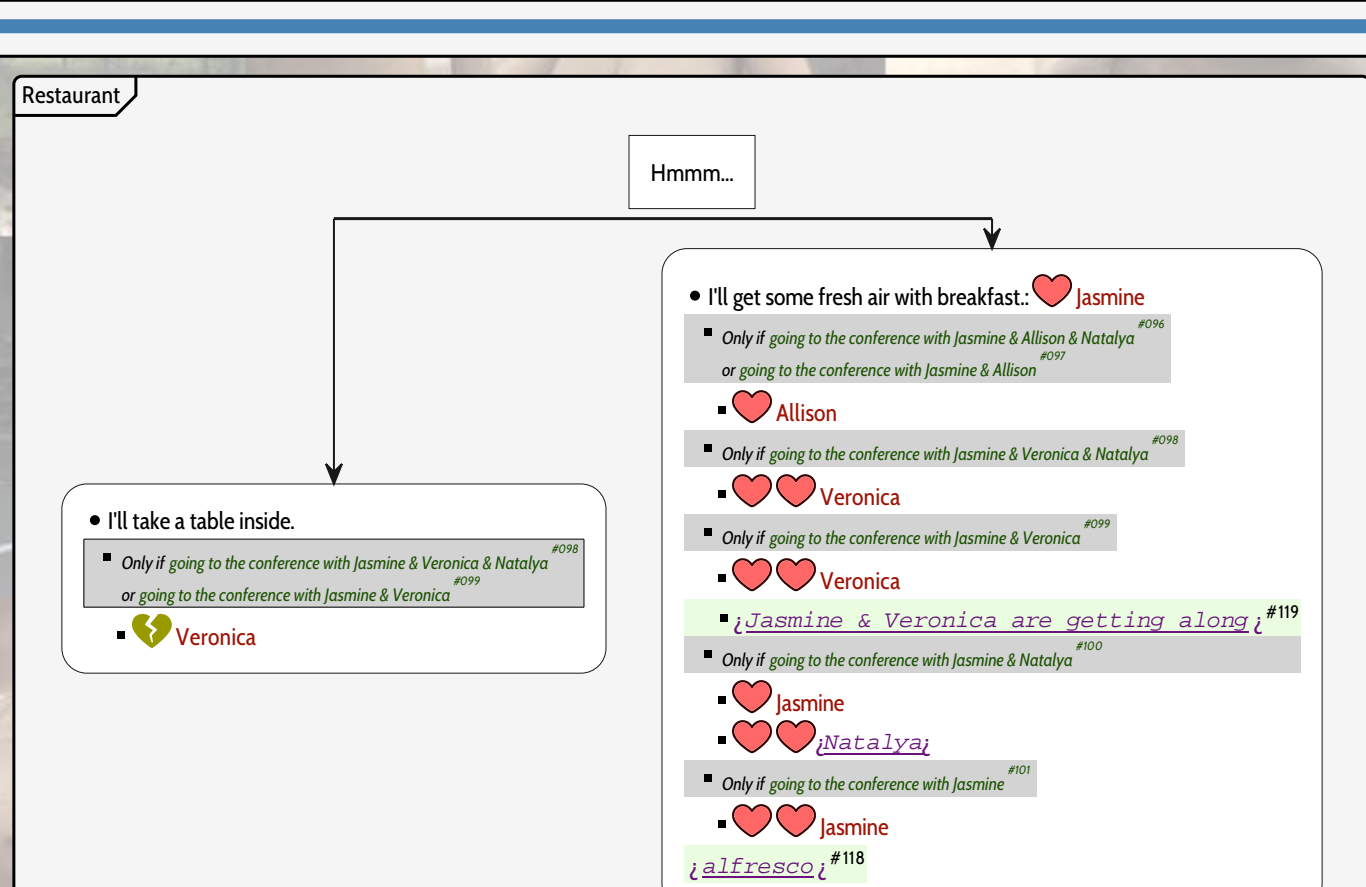 Restaurant
Hmmm...
I'll take a table inside.
Only if going to the conference with Jasmine & Veronica & Natalya #098
or going to the conference with Jasmine & Veronica #099
Veronica
I'll get some fresh air with breakfast.: Jasmine
Only if going to the conference with Jasmine & Allison & Natalya #096
or going to the conference with Jasmine & Allison #097
Allison
Only if going to the conference with Jasmine & Veronica & Natalya #098
Veronica
Only if going to the conference with Jasmine & Veronica #099
Veronica
¿Jasmine & Veronica are getting along¿ #119
Only if going to the conference with Jasmine & Natalya #100
Jasmine
¿Natalya¿
Only if going to the conference with Jasmine #101
Jasmine
¿alfresco¿ #118